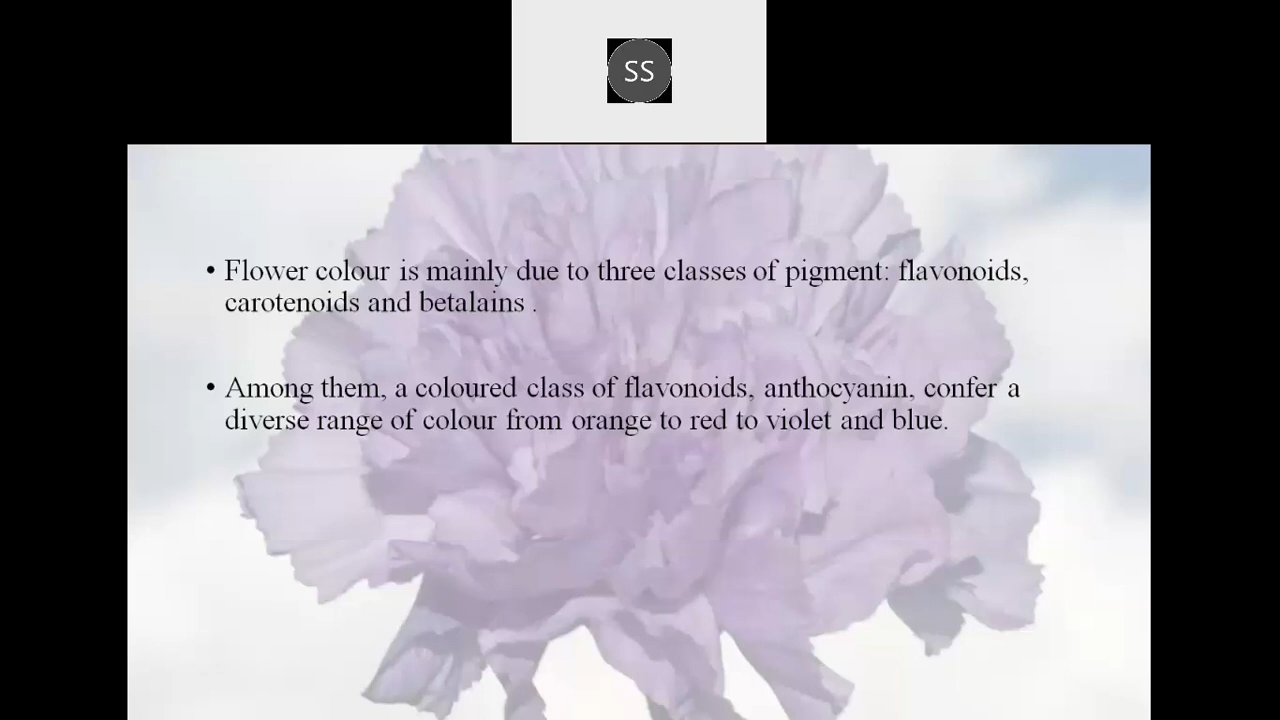 SS
• Flower colour is mainly due to three classes of pigment: flavonoids,
carotenoids and betalains .
• Among them, a coloured class of flavonoids, anthocyanin, confer a
diverse range of colour from orange to red to violet and blue.